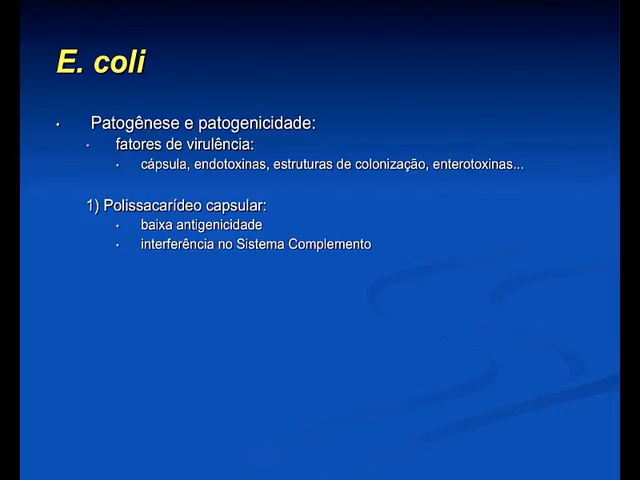 E. coli
• Patogênese e patogenicidade:
• fatores de virulência:
• cápsula, endotoxinas, estruturas de colonização, enterotoxinas...
1) Polissacarídeo capsular:
• baixa antigenicidade
• interferência no Sistema Complemento